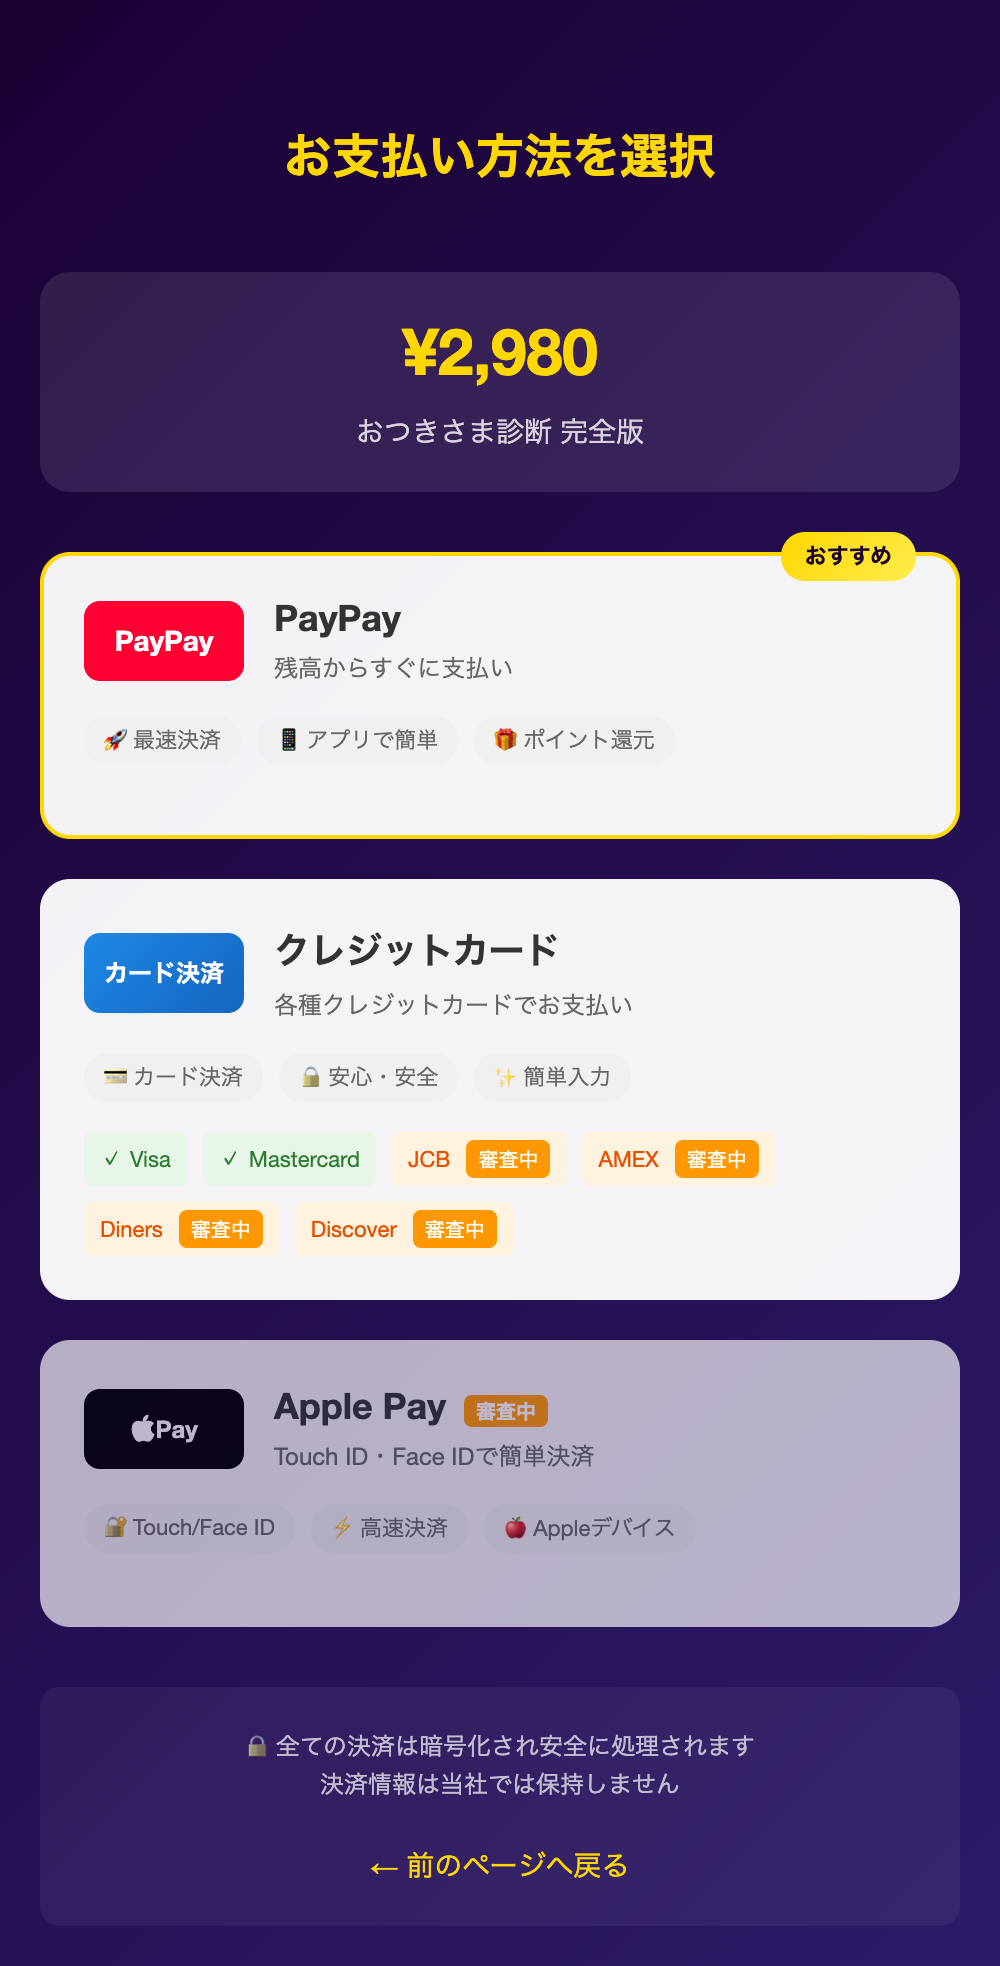 お支払い方法を選択
¥2,980
おつきさま診断 完全版
おすすめ
PayPay
PayPay
残高からすぐに支払い
🚀 最速決済 📱 アプリで簡単 🎁 ポイント還元
カード決済
クレジットカード
各種クレジットカードでお支払い
💳 カード決済 🔒 安心・安全 ✨ 簡単入力
✓ Visa ✓ Mastercard JCB 審査中 AMEX 審査中
Diners 審査中 Discover 審査中
Pay
Apple Pay 審査中
Touch ID・Face IDで簡単決済
🔐 Touch/Face ID ⚡ 高速決済 🍎 Appleデバイス
🔒 全ての決済は暗号化され安全に処理されます
決済情報は当社では保持しません
← 前のページへ戻る